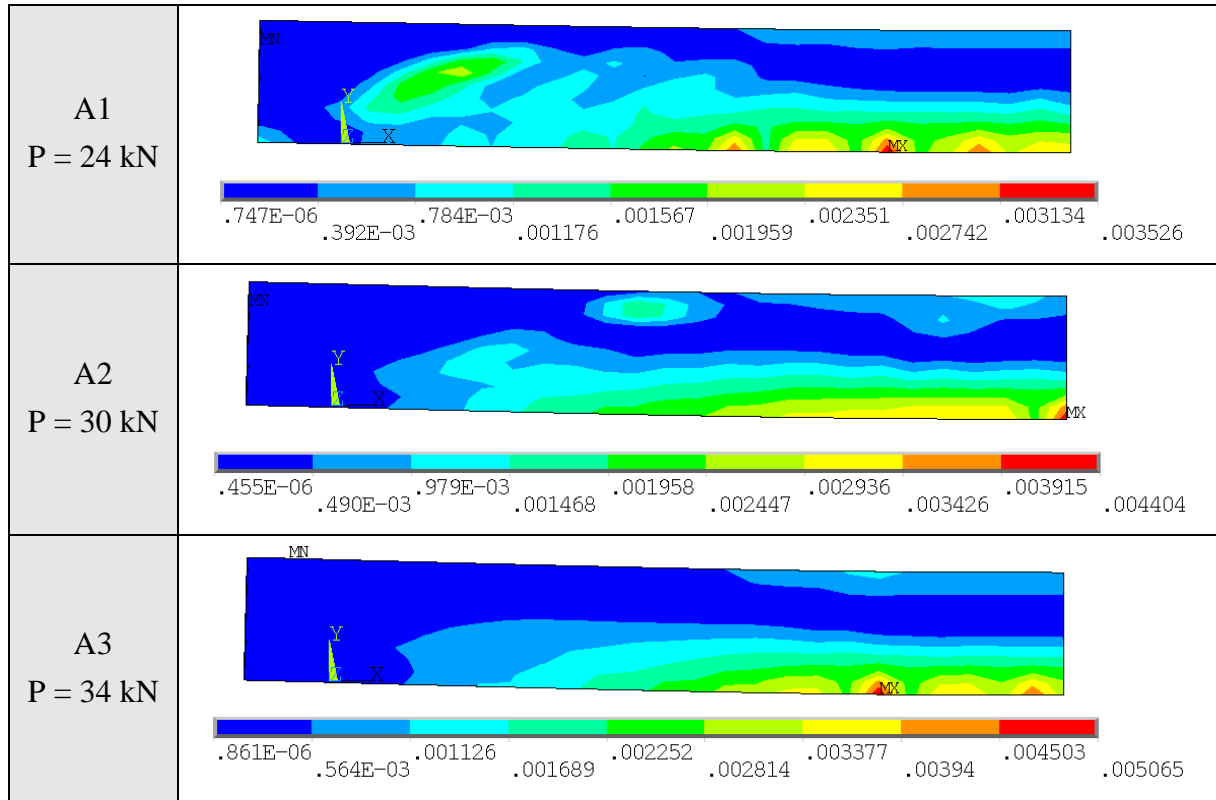 A1
P = 24 kN
MN
Y
Z
X
MX
.747E-06
.784E-03
.001567
.002351
.003134
.392E-03
.001176
.001959
.002742
.003526
A2
P = 30 kN
MN
Y
Z
X
MX
.455E-06
.979E-03
.001958
.002936
.003915
.490E-03
.001468
.002447
.003426
.004404
A3
P = 34 kN
MN
Y
Z
X
MX
.861E-06
.001126
.002252
.003377
.004503
.564E-03
.001689
.002814
.00394
.005065